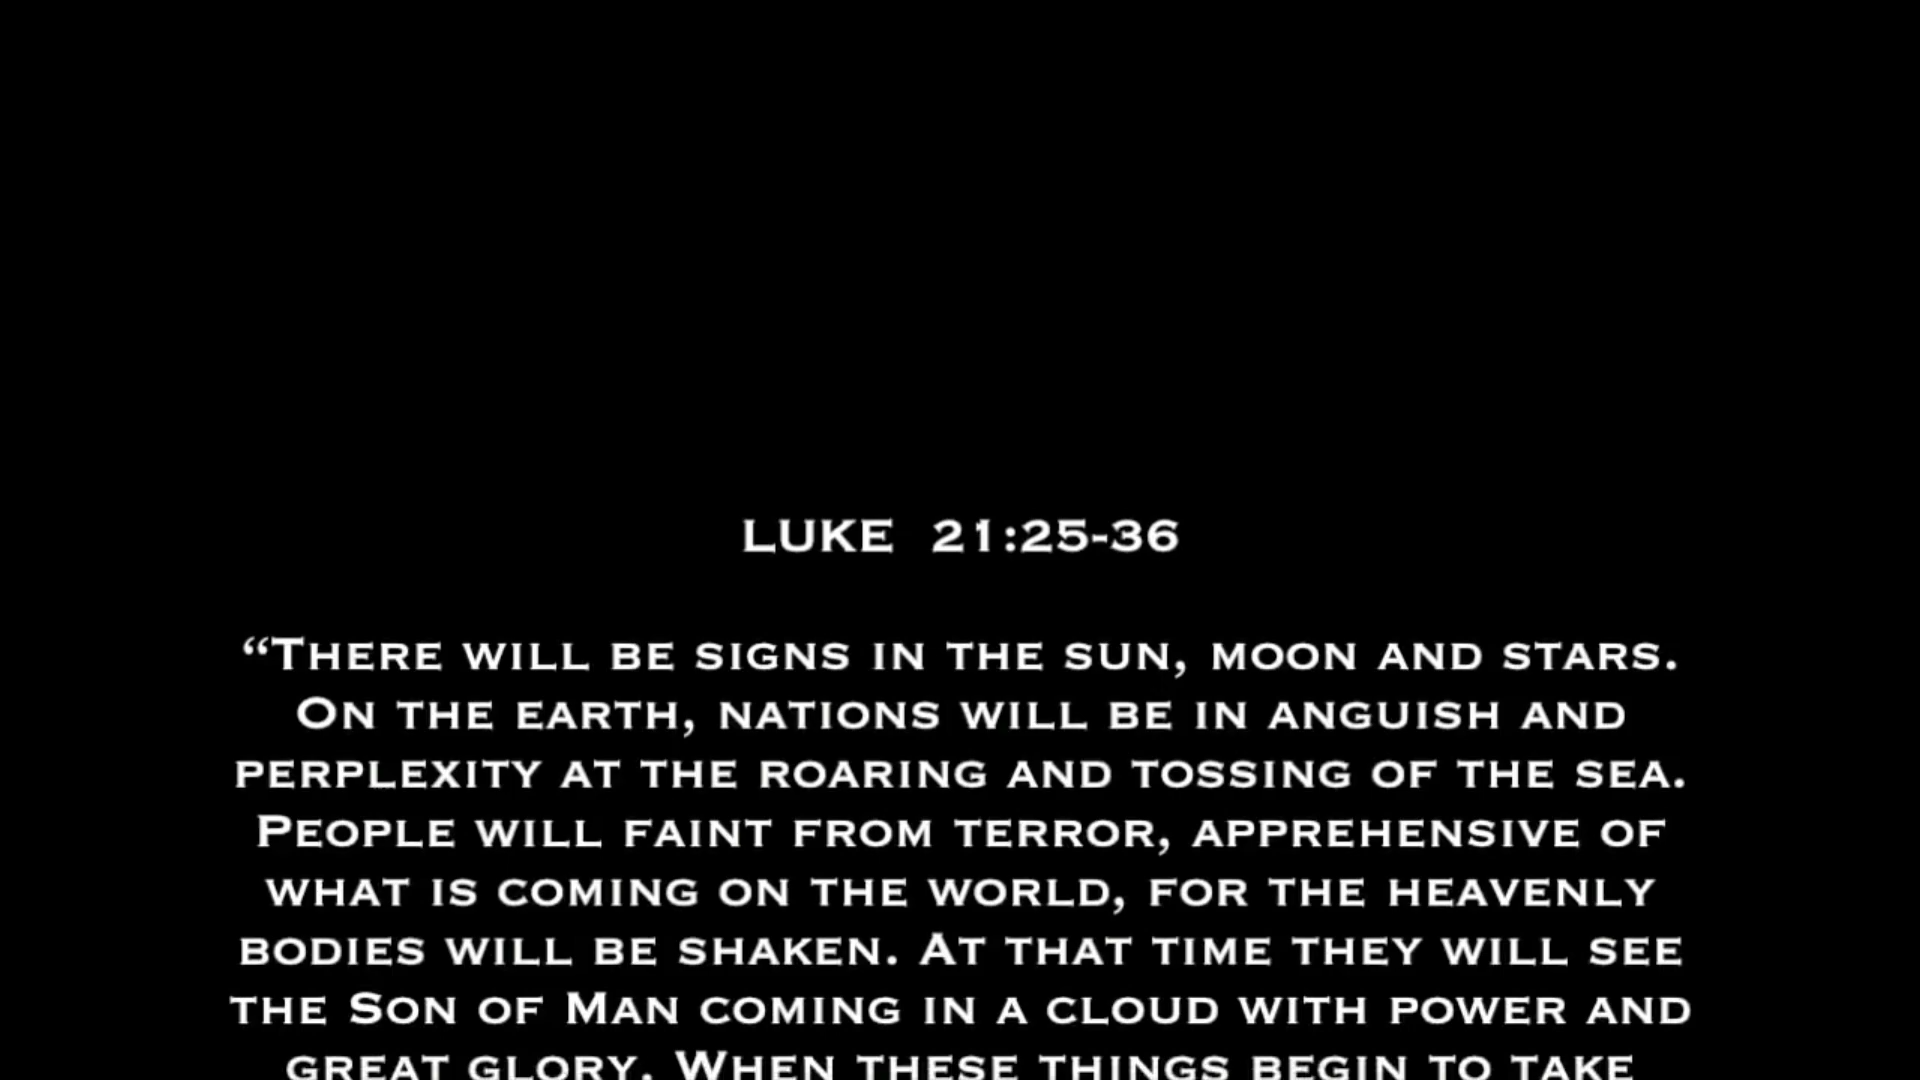 LUKE 21:25-36
“There will be signs in the sun, moon and stars.
On the earth, nations will be in anguish and
perplexity at the roaring and tossing of the sea.
People will faint from terror, apprehensive of
what is coming on the world, for the heavenly
bodies will be shaken. At that time they will see
the Son of Man coming in a cloud with power and
great glory. When these things begin to take